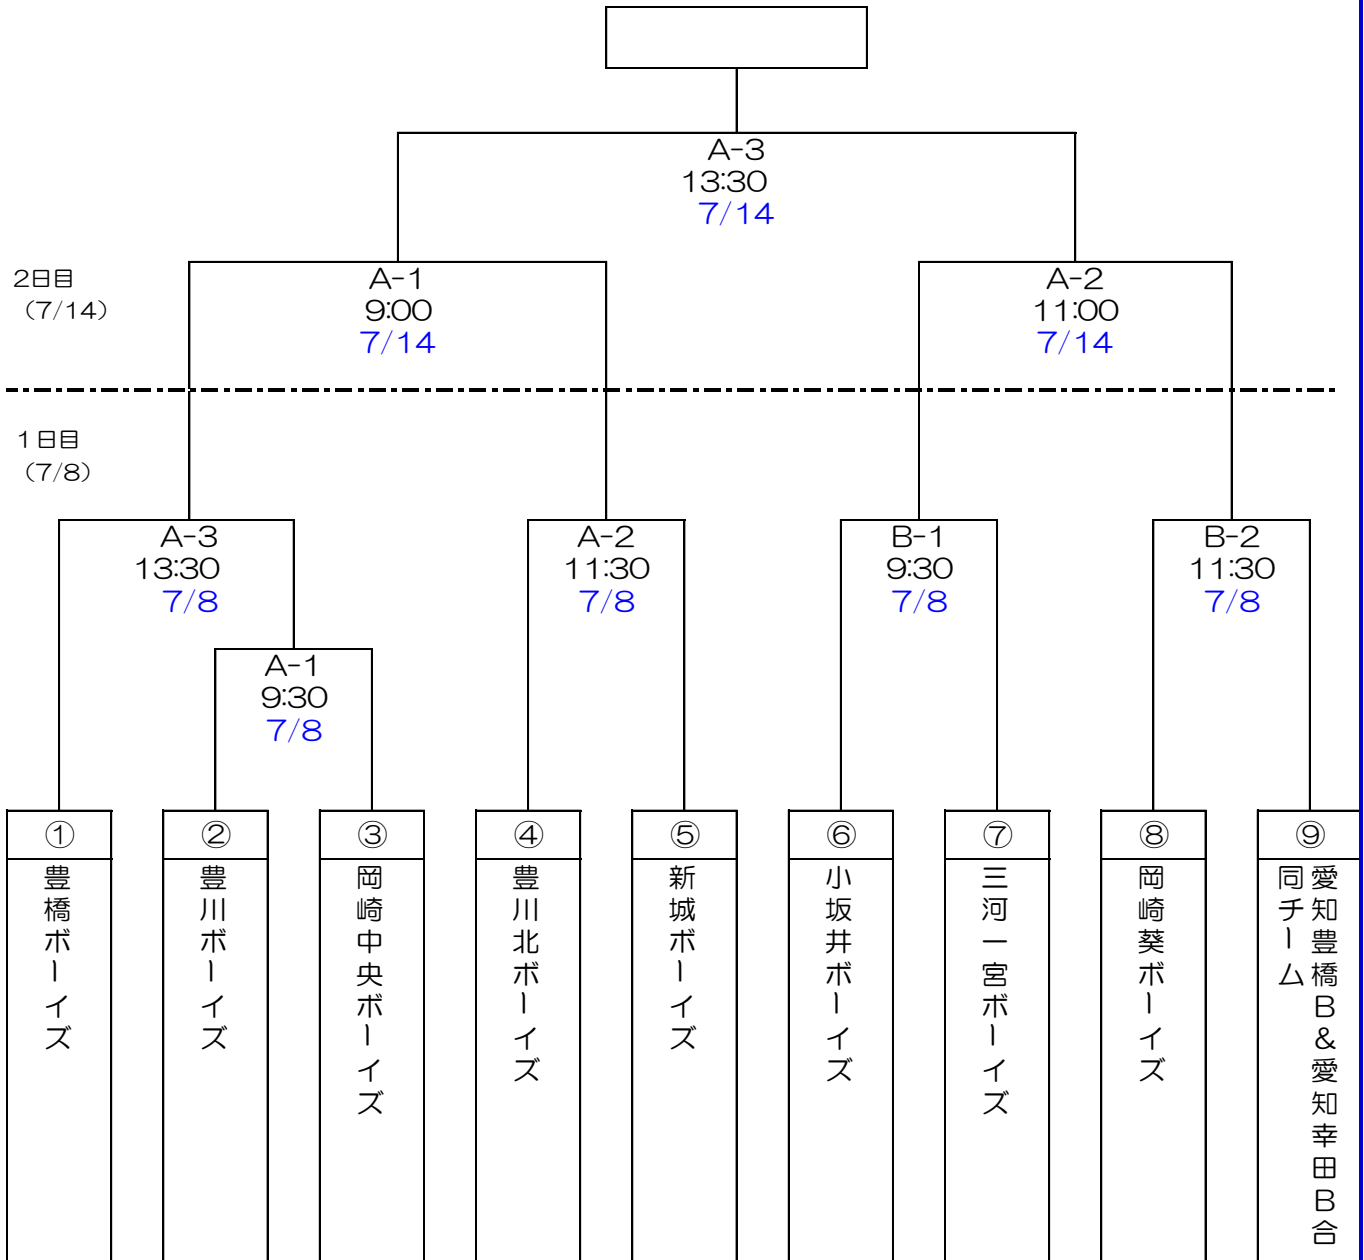 A-3
13:30
7/14
2日目
（7/14）
A-1
9:00
7/14
A-2
11:00
7/14
1日目
（7/8）
A-3
13:30
7/8
A-2
11:30
7/8
B-1
9:30
7/8
B-2
11:30
7/8
A-1
9:30
7/8
①
②
③
④
⑤
⑥
⑦
⑧
⑨
豊橋ボーイズ
豊川ボーイズ
岡崎中央ボーイズ
豊川北ボーイズ
新城ボーイズ
小坂井ボーイズ
三河一宮ボーイズ
岡崎葵ボーイズ
愛知豊橋B＆愛知幸田B合
同チーム